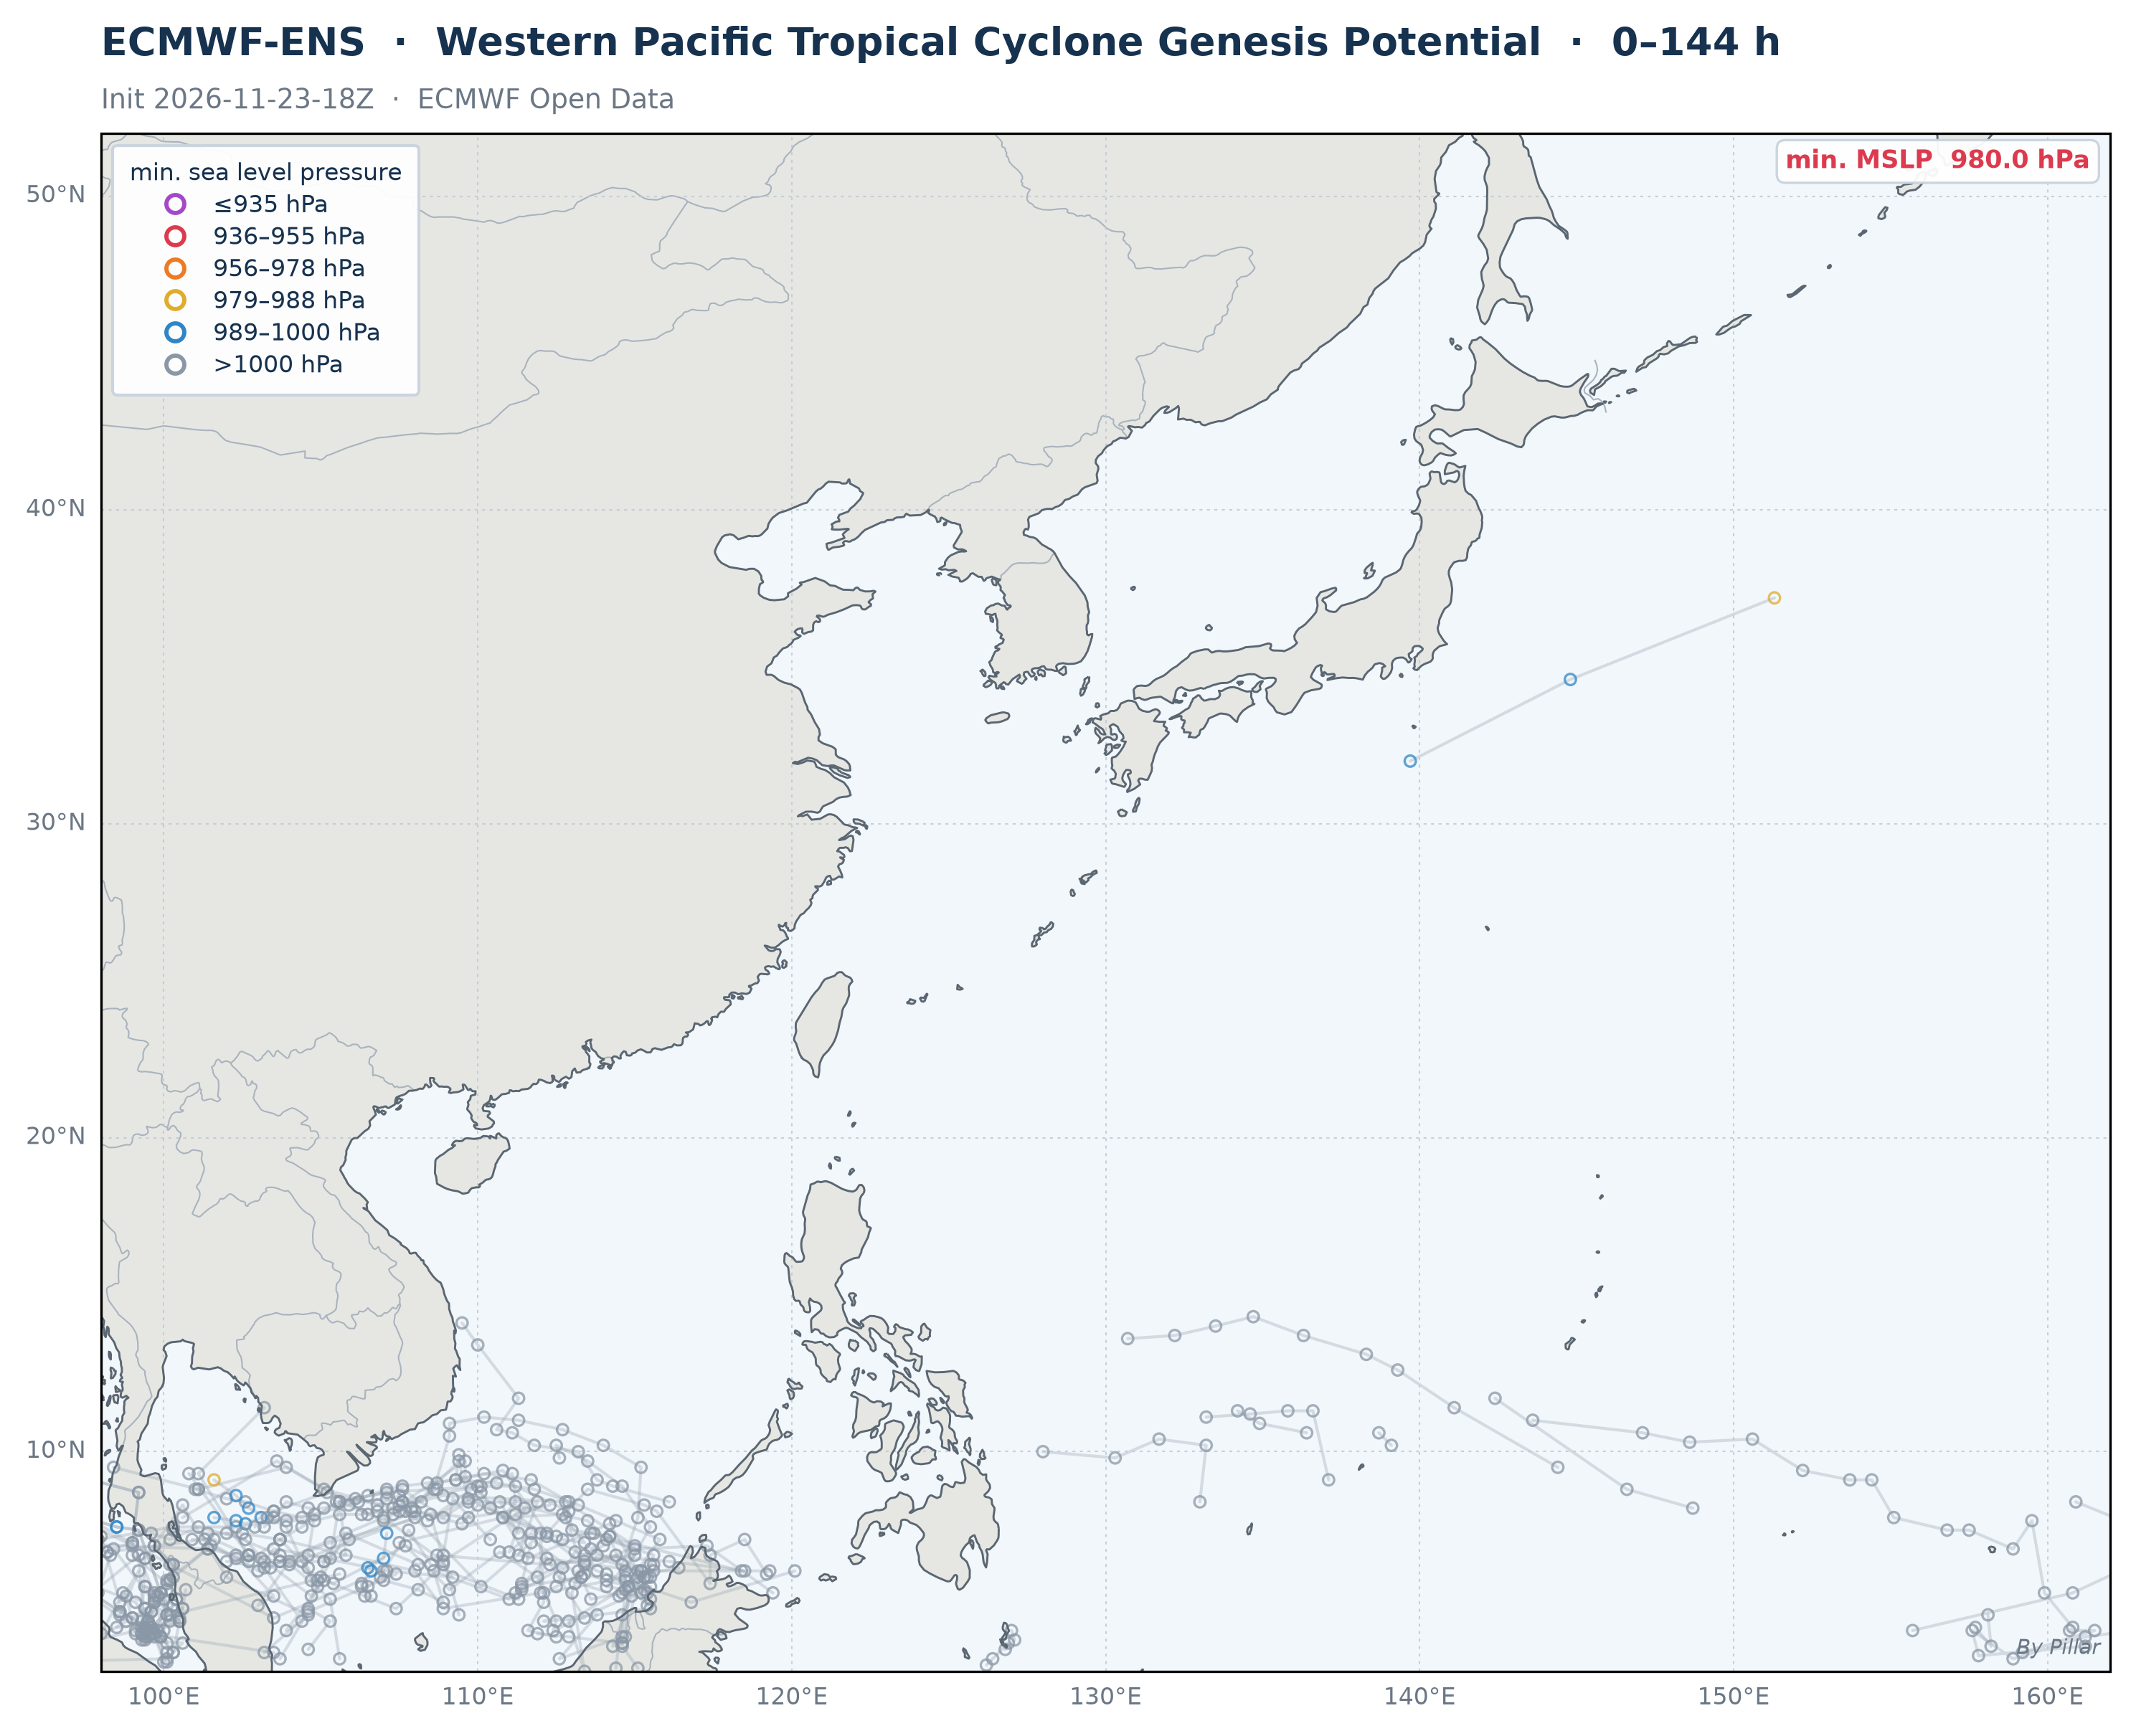 ECMWF-ENS · Western Pacific Tropical Cyclone Genesis Potential · 0–144 h
Init 2026-11-23-18Z · ECMWF Open Data
min. sea level pressure
≤935 hPa
936–955 hPa
956–978 hPa
979–988 hPa
989–1000 hPa
>1000 hPa
min. MSLP 980.0 hPa
50°N
40°N
30°N
20°N
10°N
By Pillar
100°E
110°E
120°E
130°E
140°E
150°E
160°E